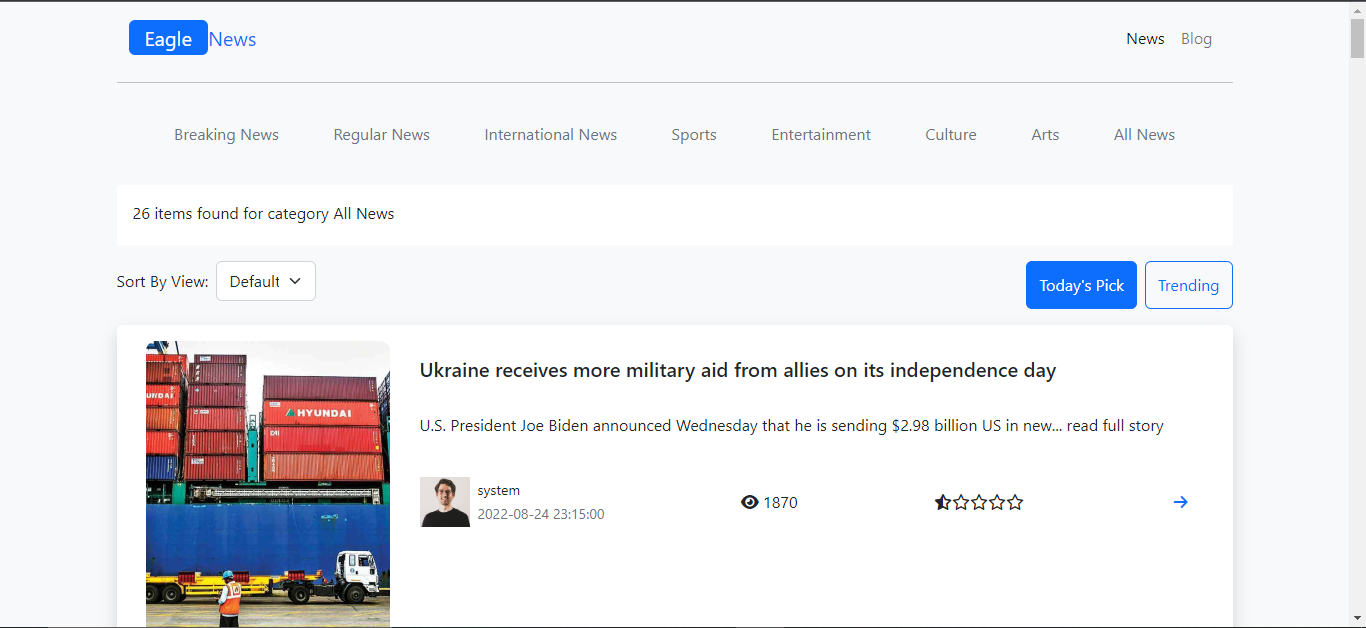 Eagle News
News Blog
Breaking News Regular News International News Sports Entertainment Culture Arts All News
26 items found for category All News
Sort By View: Default
Today's Pick Trending
Ukraine receives more military aid from allies on its independence day
U.S. President Joe Biden announced Wednesday that he is sending $2.98 billion US in new... read full story
system
2022-08-24 23:15:00
1870
HYUNDAI